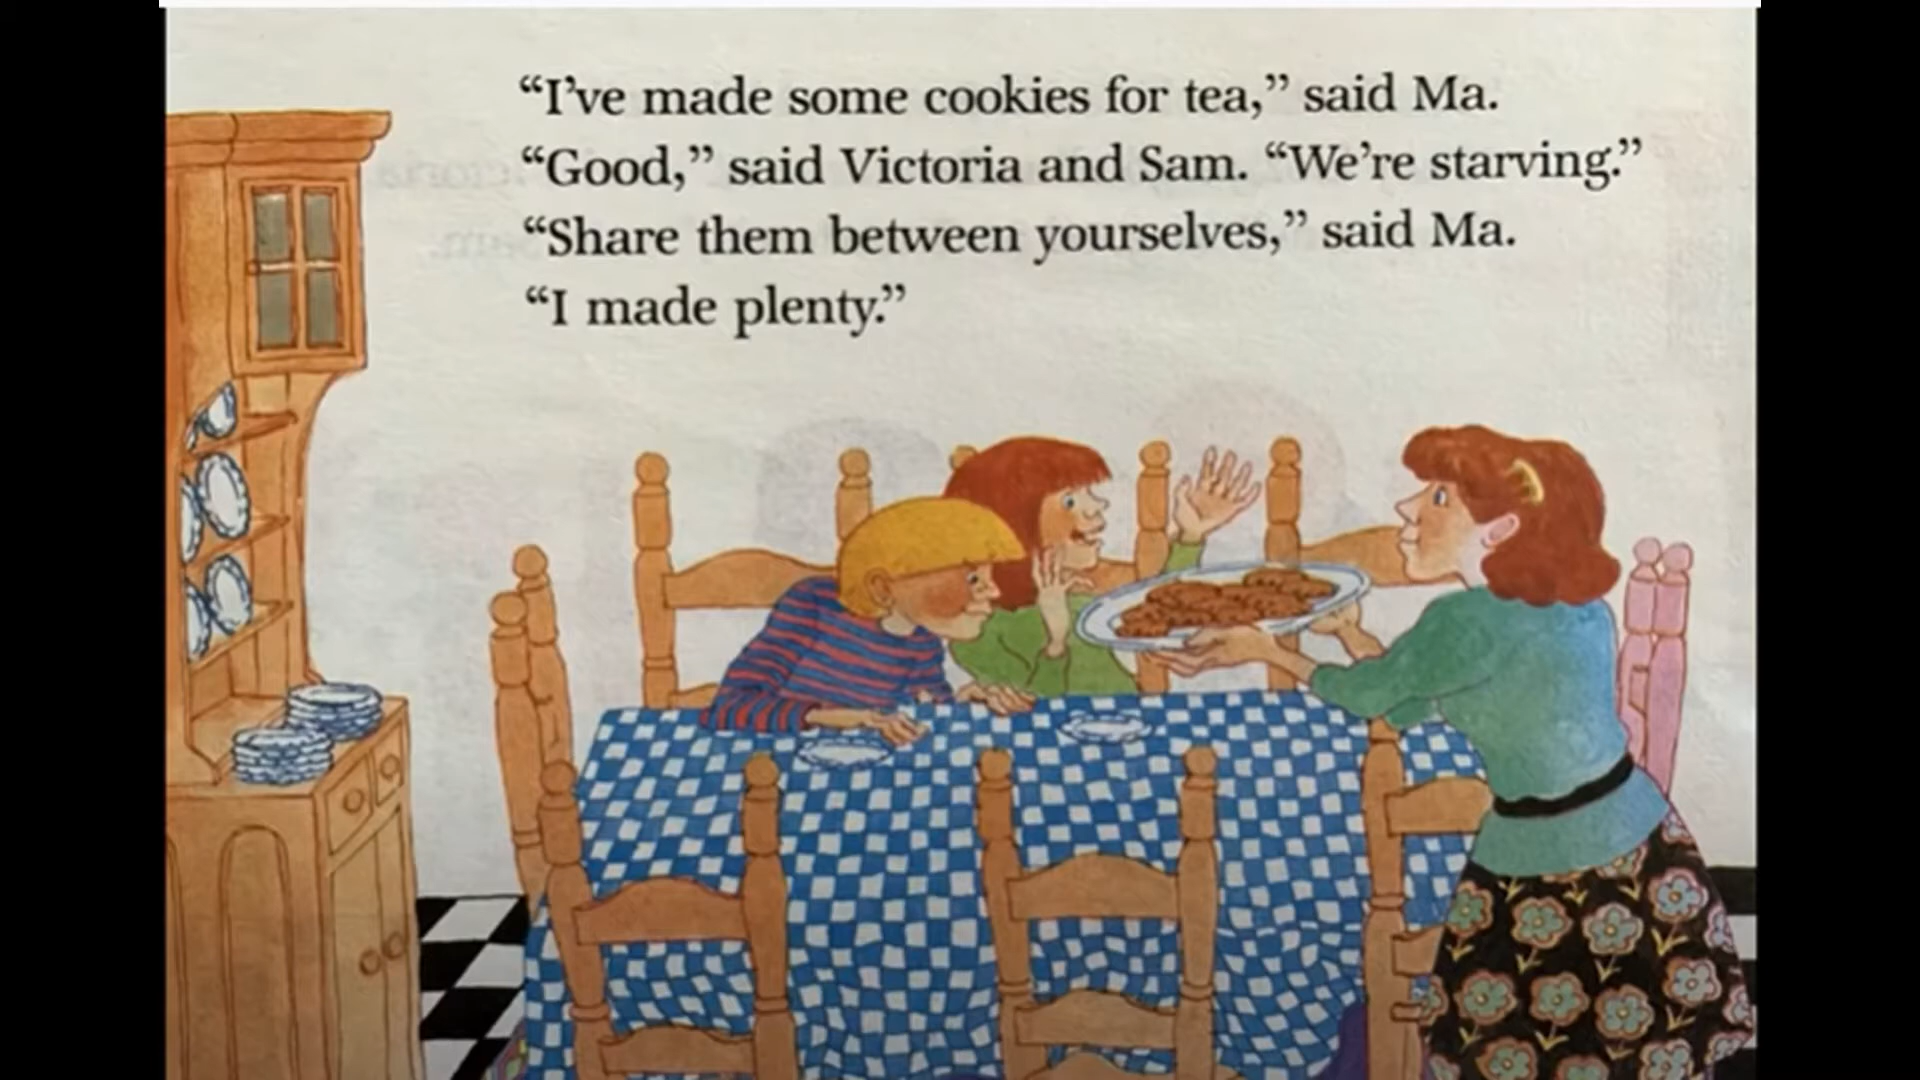 “I’ve made some cookies for tea,” said Ma.
“Good,” said Victoria and Sam. “We’re starving.”
“Share them between yourselves,” said Ma.
“I made plenty.”